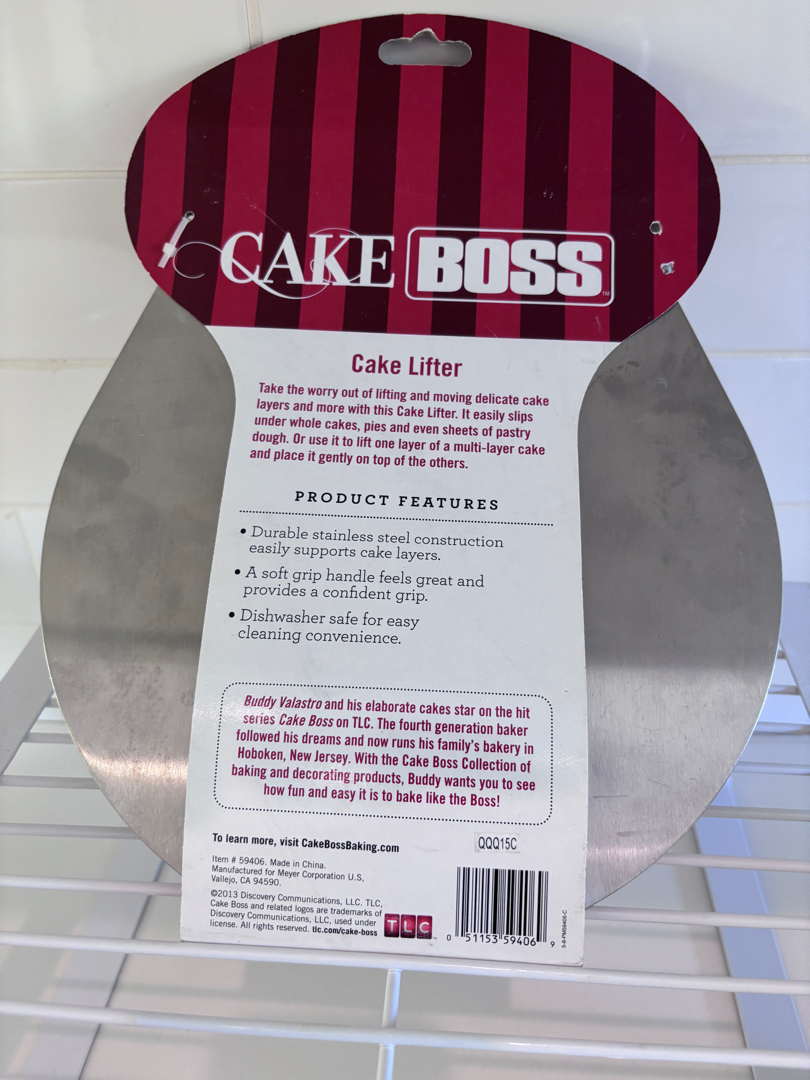 CAKE BOSS™
Cake Lifter
Take the worry out of lifting and moving delicate cake
layers and more with this Cake Lifter. It easily slips
under whole cakes, pies and even sheets of pastry
dough. Or use it to lift one layer of a multi-layer cake
and place it gently on top of the others.
PRODUCT FEATURES
• Durable stainless steel construction
easily supports cake layers.
• A soft grip handle feels great and
provides a confident grip.
• Dishwasher safe for easy
cleaning convenience.
Buddy Valastro and his elaborate cakes star on the hit
series Cake Boss on TLC. The fourth generation baker
followed his dreams and now runs his family's bakery in
Hoboken, New Jersey. With the Cake Boss Collection of
baking and decorating products, Buddy wants you to see
how fun and easy it is to bake like the Boss!
To learn more, visit CakeBossBaking.com
QQQ15C
Item # 59406. Made in China.
Manufactured for Meyer Corporation U.S,
Vallejo, CA 94590.
©2013 Discovery Communications, LLC. TLC,
Cake Boss and related logos are trademarks of
Discovery Communications, LLC, used under
license. All rights reserved. tlc.com/cake-boss
TLC
0 51153 59406 9